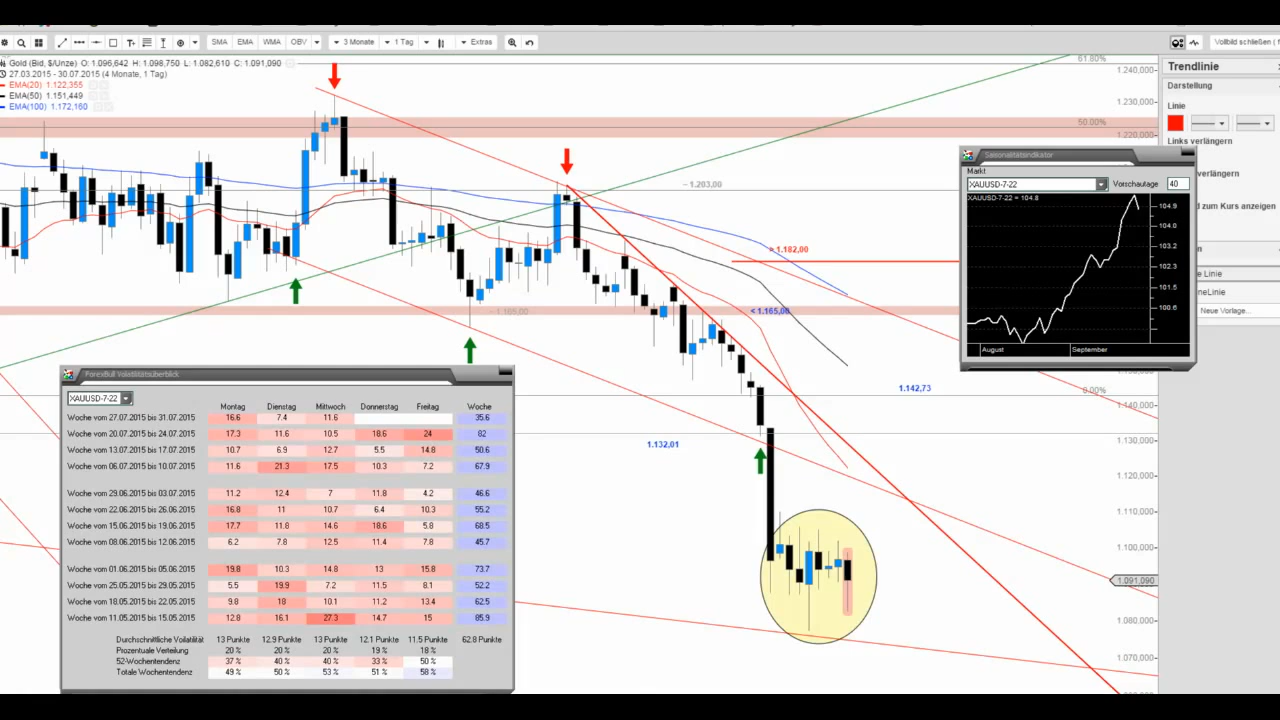 SMA EMA WMA OBV 3 Monate 1 Tag Extras Vollbild schließen (
Gold (Bid, $/Unze) O: 1.096,642 H: 1.098,750 L: 1.082,610 C: 1.091,090
27.03.2015 - 30.07.2015 (4 Monate, 1 Tag)
EMA(20) 1.122,355
EMA(50) 1.151,449
EMA(100) 1.172,160
61.80%
50.00%
0.00%
1.203,00
> 1.182,00
1.165,00
< 1.165,00
1.142,73
1.132,01
1.240,000
1.230,000
1.220,000
1.140,000
1.130,000
1.120,000
1.110,000
1.100,000
1.091,090
1.080,000
1.070,000
Trendlinie
Darstellung
Linie
Links verlängern
verlängern
d zum Kurs anzeigen
e Linie
neLinie
Neue Vorlage...
Saisonalitätsindikator
Markt
XAUUSD-7-22 Vorschautage 40
XAUUSD-7-22 = 104.8
104.9
104.0
103.2
102.3
101.5
100.6
August September
ForexBull Volatilitätsüberblick
XAUUSD-7-22
Montag Dienstag Mittwoch Donnerstag Freitag Woche
Woche vom 27.07.2015 bis 31.07.2015 16.6 7.4 11.6 35.6
Woche vom 20.07.2015 bis 24.07.2015 17.3 11.6 10.5 18.6 24 82
Woche vom 13.07.2015 bis 17.07.2015 10.7 6.9 12.7 5.5 14.8 50.6
Woche vom 06.07.2015 bis 10.07.2015 11.6 21.3 17.5 10.3 7.2 67.9
Woche vom 29.06.2015 bis 03.07.2015 11.2 12.4 7 11.8 4.2 46.6
Woche vom 22.06.2015 bis 26.06.2015 16.8 11 10.7 6.4 10.3 55.2
Woche vom 15.06.2015 bis 19.06.2015 17.7 11.8 14.6 18.6 5.8 68.5
Woche vom 08.06.2015 bis 12.06.2015 6.2 7.8 12.5 11.4 7.8 45.7
Woche vom 01.06.2015 bis 05.06.2015 19.8 10.3 14.8 13 15.8 73.7
Woche vom 25.05.2015 bis 29.05.2015 5.5 19.9 7.2 11.5 8.1 52.2
Woche vom 18.05.2015 bis 22.05.2015 9.8 18 10.1 11.2 13.4 62.5
Woche vom 11.05.2015 bis 15.05.2015 12.8 16.1 27.3 14.7 15 85.9
Durchschnittliche Voilatilität 13 Punkte 12.9 Punkte 13 Punkte 12.1 Punkte 11.5 Punkte 62.8 Punkte
Prozentuale Verteilung 20 % 20 % 20 % 19 % 18 %
52-Wochentendenz 37 % 40 % 40 % 33 % 50 %
Totale Wochentendenz 49 % 50 % 53 % 51 % 58 %